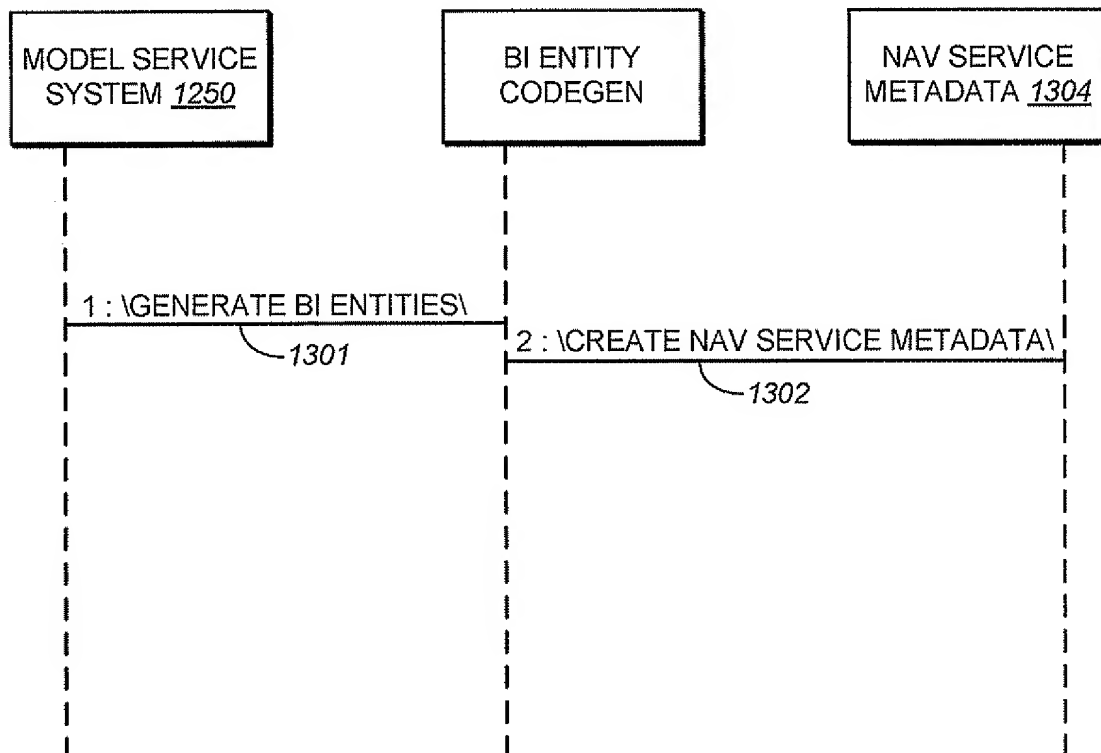 MODEL SERVICE
SYSTEM 1250
BI ENTITY
CODEGEN
NAV SERVICE
METADATA 1304
1 : \GENERATE BI ENTITIES\
1301
2 : \CREATE NAV SERVICE METADATA\
1302